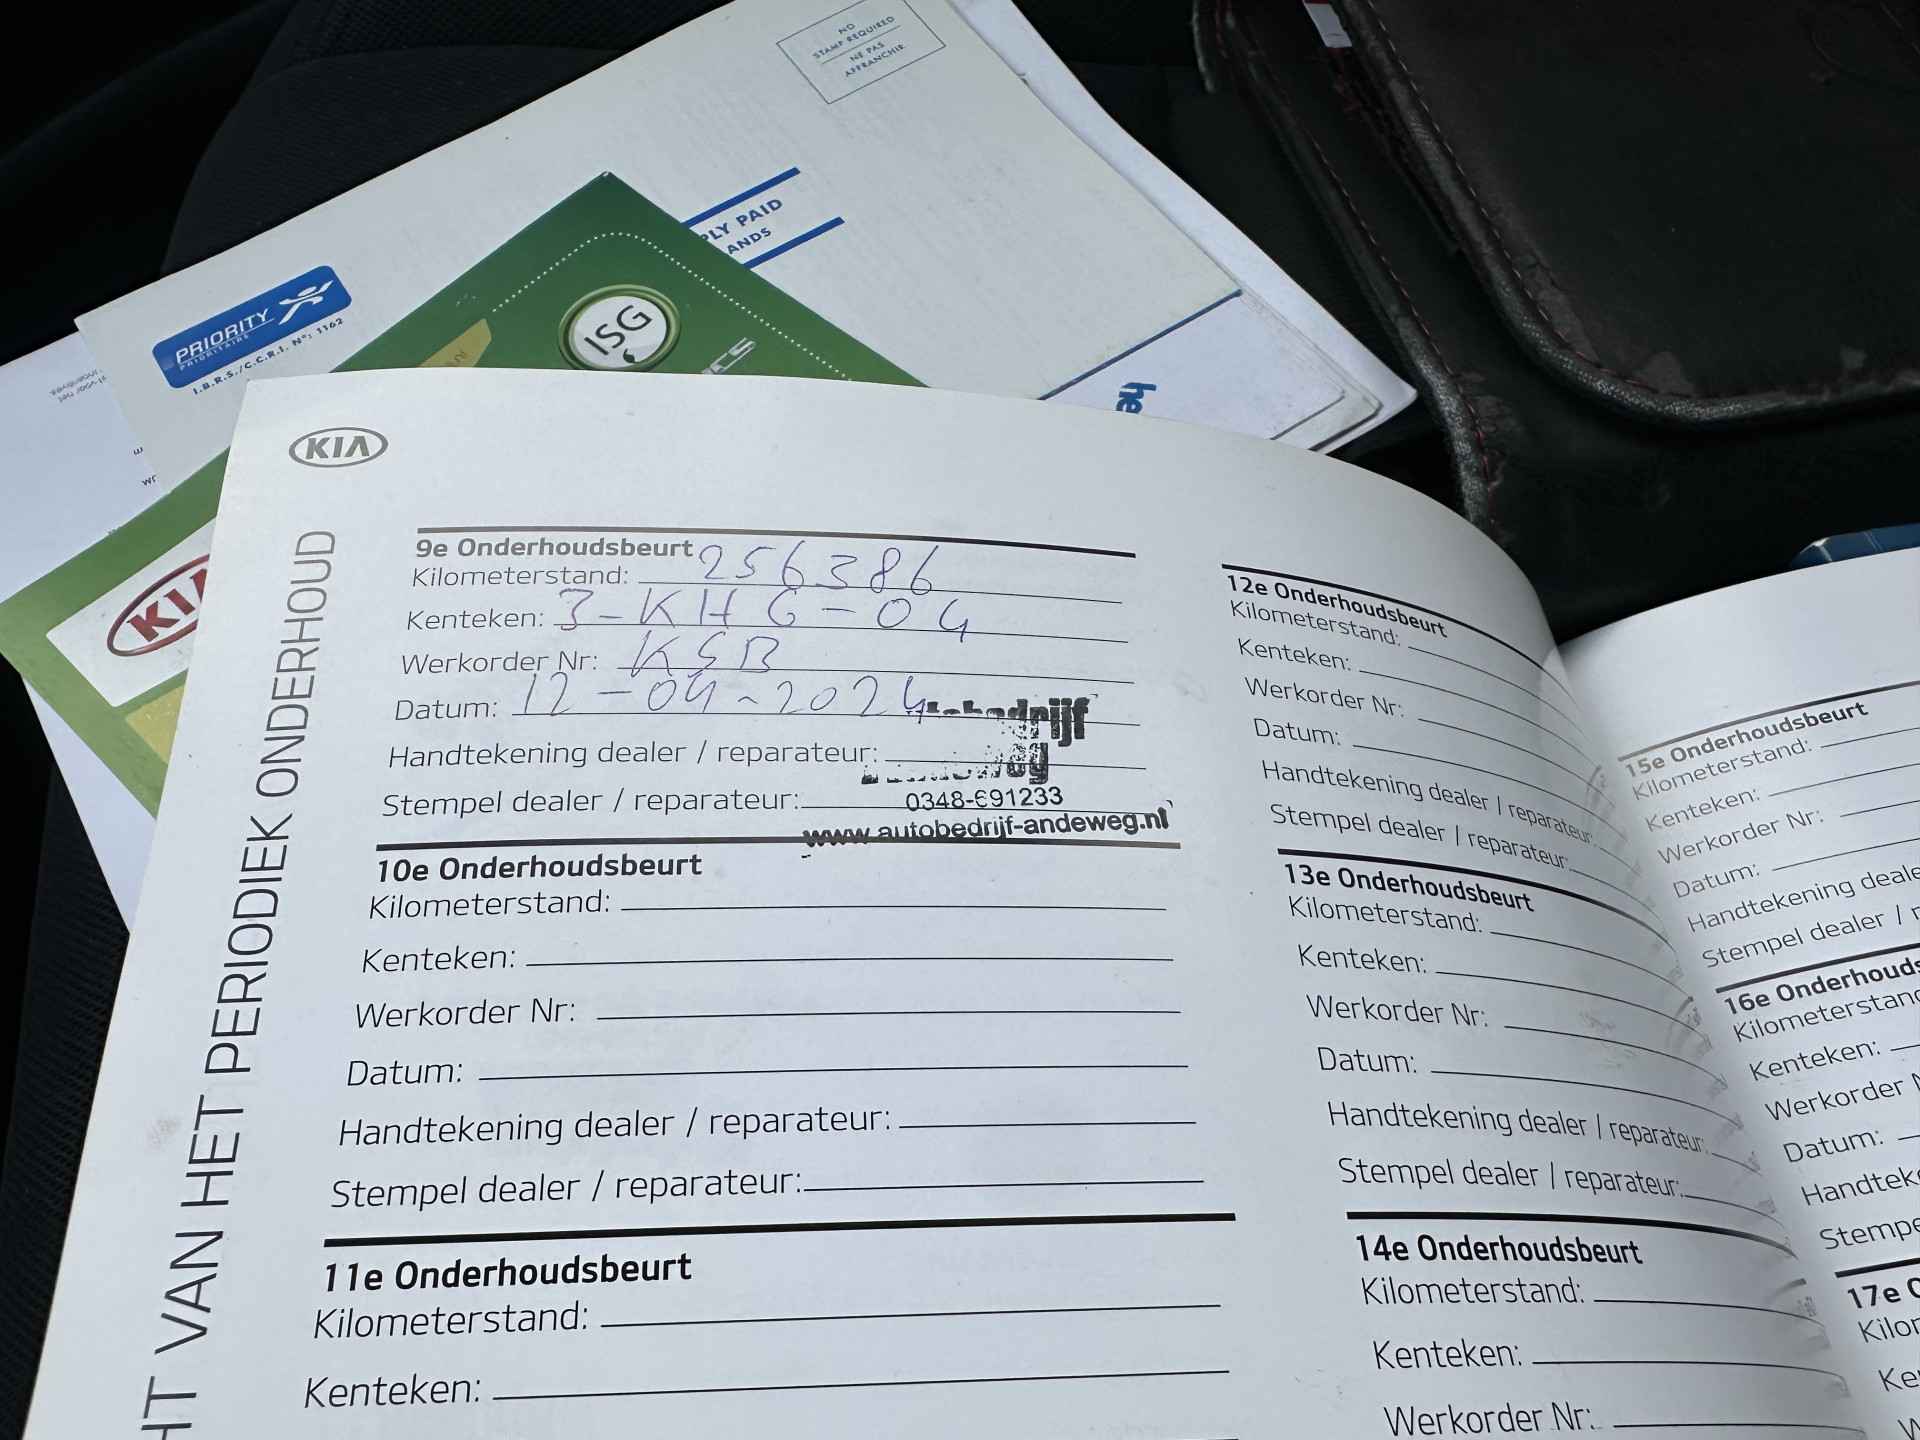 NO
STAMP REQUIRED
NE PAS
AFFRANCHIR
PLY PAID
ANDS
PRIORITY
PRIORITAIRE
I.B.R.S./C.C.R.I. N°: 1162
ISG
he
KIA
KIA
HT VAN HET PERIODIEK ONDERHOUD
9e Onderhoudsbeurt
Kilometerstand: 256386
Kenteken: 3-KHG-04
Werkorder Nr: KSB
Datum: 12-04-2024
Handtekening dealer / reparateur:
Stempel dealer / reparateur:
0348-691233
www.autobedrijf-andeweg.nl
10e Onderhoudsbeurt
Kilometerstand:
Kenteken:
Werkorder Nr:
Datum:
Handtekening dealer / reparateur:
Stempel dealer / reparateur:
11e Onderhoudsbeurt
Kilometerstand:
Kenteken:
12e Onderhoudsbeurt
Kilometerstand:
Kenteken:
Werkorder Nr:
Datum:
Handtekening dealer / reparateur:
Stempel dealer / reparateur:
13e Onderhoudsbeurt
Kilometerstand:
Kenteken:
Werkorder Nr:
Datum:
Handtekening dealer / reparateur:
Stempel dealer / reparateur:
14e Onderhoudsbeurt
Kilometerstand:
Kenteken:
Werkorder Nr:
15e Onderhoudsbeurt
Kilometerstand:
Kenteken:
Werkorder Nr:
Datum:
Handtekening deale
Stempel dealer / r
16e Onderhouds
Kilometerstand
Kenteken:
Werkorder N
Datum:
Handtek
Stempe
17e O
Kilor
Ke